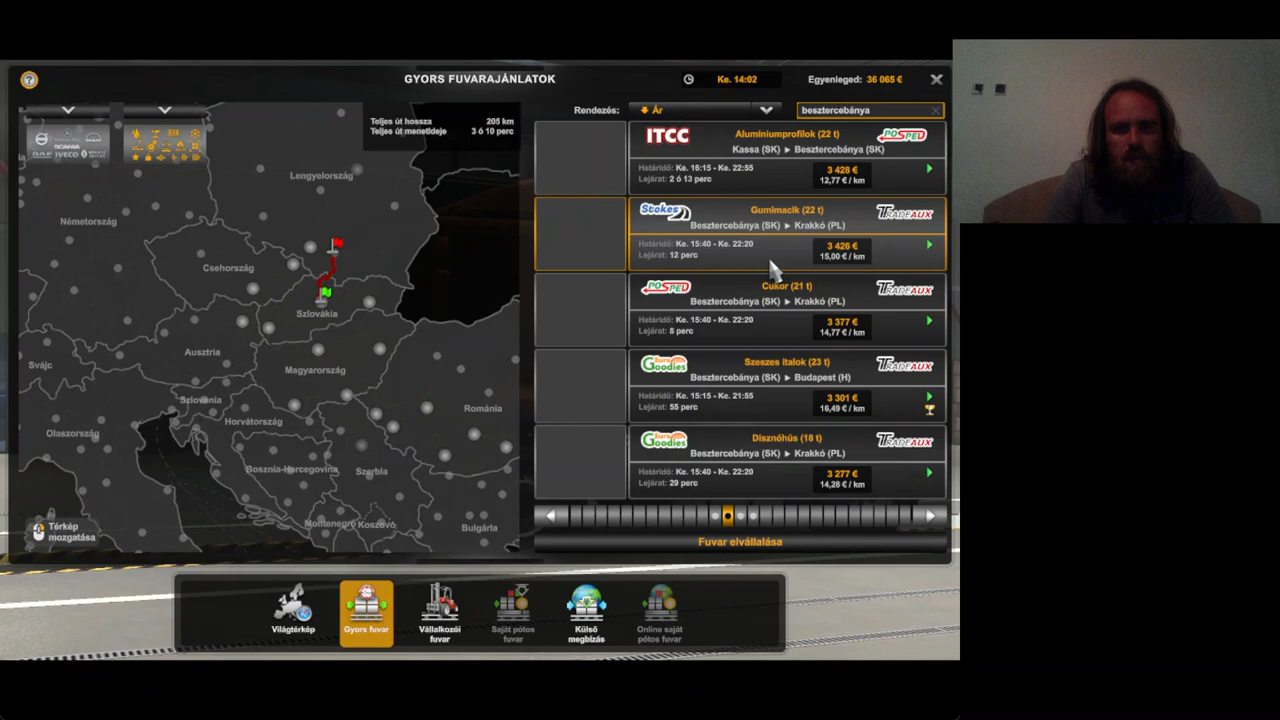 GYORS FUVARAJÁNLATOK
Ke. 14:02
Egyenleged: 36 065 €
Teljes út hossza 205 km
Teljes út menetideje 3 ó 10 perc
Rendezés: Ár
besztercebánya
SCANIA
DAF IVECO
Lengyelország
Németország
Csehország
Szlovákia
Ausztria
Svájc
Magyarország
Szlovénia
Horvátország
Románia
Olaszország
Bosznia-Hercegovina
Szerbia
Montenegró Koszovó
Bulgária
Térkép
mozgatása
ITCC
Alumíniumprofilok (22 t)
POSPED
Kassa (SK) ► Besztercebánya (SK)
Határidő: Ke. 16:15 - Ke. 22:55
Lejárat: 2 ó 13 perc
3 428 €
12,77 € / km
Stokes
Gumimacik (22 t)
TRADEAUX
Besztercebánya (SK) ► Krakkó (PL)
Határidő: Ke. 15:40 - Ke. 22:20
Lejárat: 12 perc
3 426 €
15,00 € / km
POSPED
Cukor (21 t)
TRADEAUX
Besztercebánya (SK) ► Krakkó (PL)
Határidő: Ke. 15:40 - Ke. 22:20
Lejárat: 8 perc
3 377 €
14,77 € / km
Euro Goodies
Szeszes italok (23 t)
TRADEAUX
Besztercebánya (SK) ► Budapest (H)
Határidő: Ke. 15:15 - Ke. 21:55
Lejárat: 55 perc
3 301 €
16,49 € / km
Euro Goodies
Disznóhús (18 t)
TRADEAUX
Besztercebánya (SK) ► Krakkó (PL)
Határidő: Ke. 15:40 - Ke. 22:20
Lejárat: 29 perc
3 277 €
14,28 € / km
Fuvar elvállalása
Világtérkép
Gyors fuvar
Vállalkozói
fuvar
Saját pótos
fuvar
Külső
megbízás
Online saját
pótos fuvar